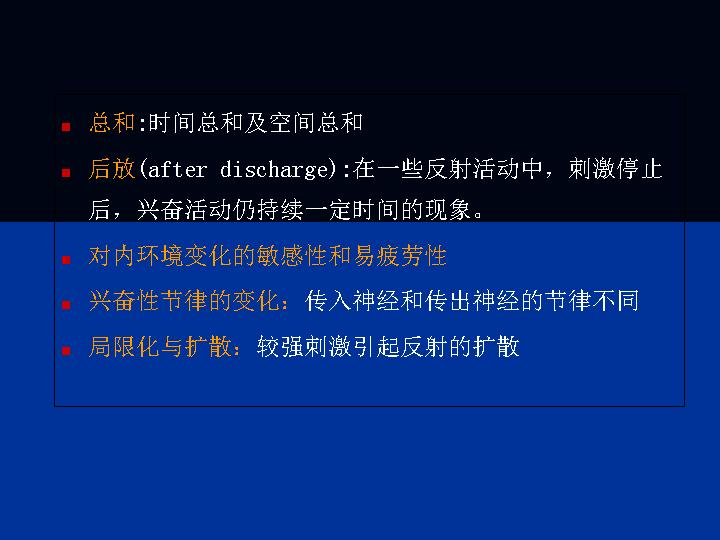 总和:时间总和及空间总和
后放(after discharge):在一些反射活动中，刺激停止
后，兴奋活动仍持续一定时间的现象。
对内环境变化的敏感性和易疲劳性
兴奋性节律的变化：传入神经和传出神经的节律不同
局限化与扩散：较强刺激引起反射的扩散